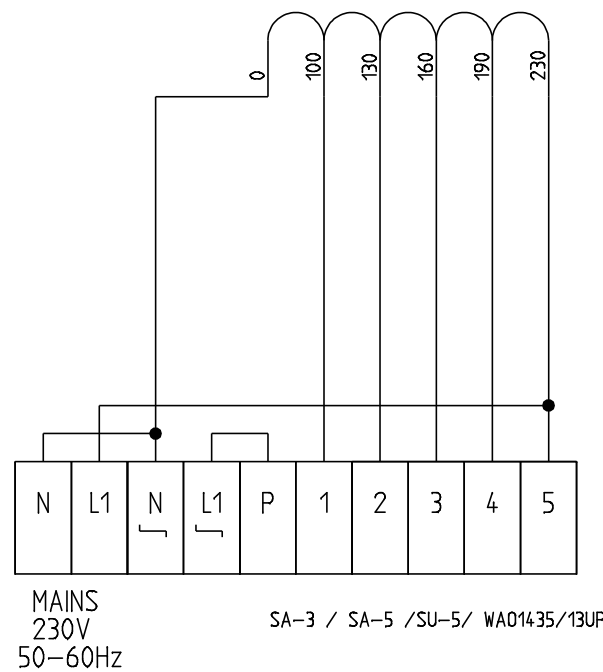 0 100 130 160 190 230
N L1 N L1 P 1 2 3 4 5
MAINS
230V
50-60Hz
SA-3 / SA-5 /SU-5/ WA01435/13UP